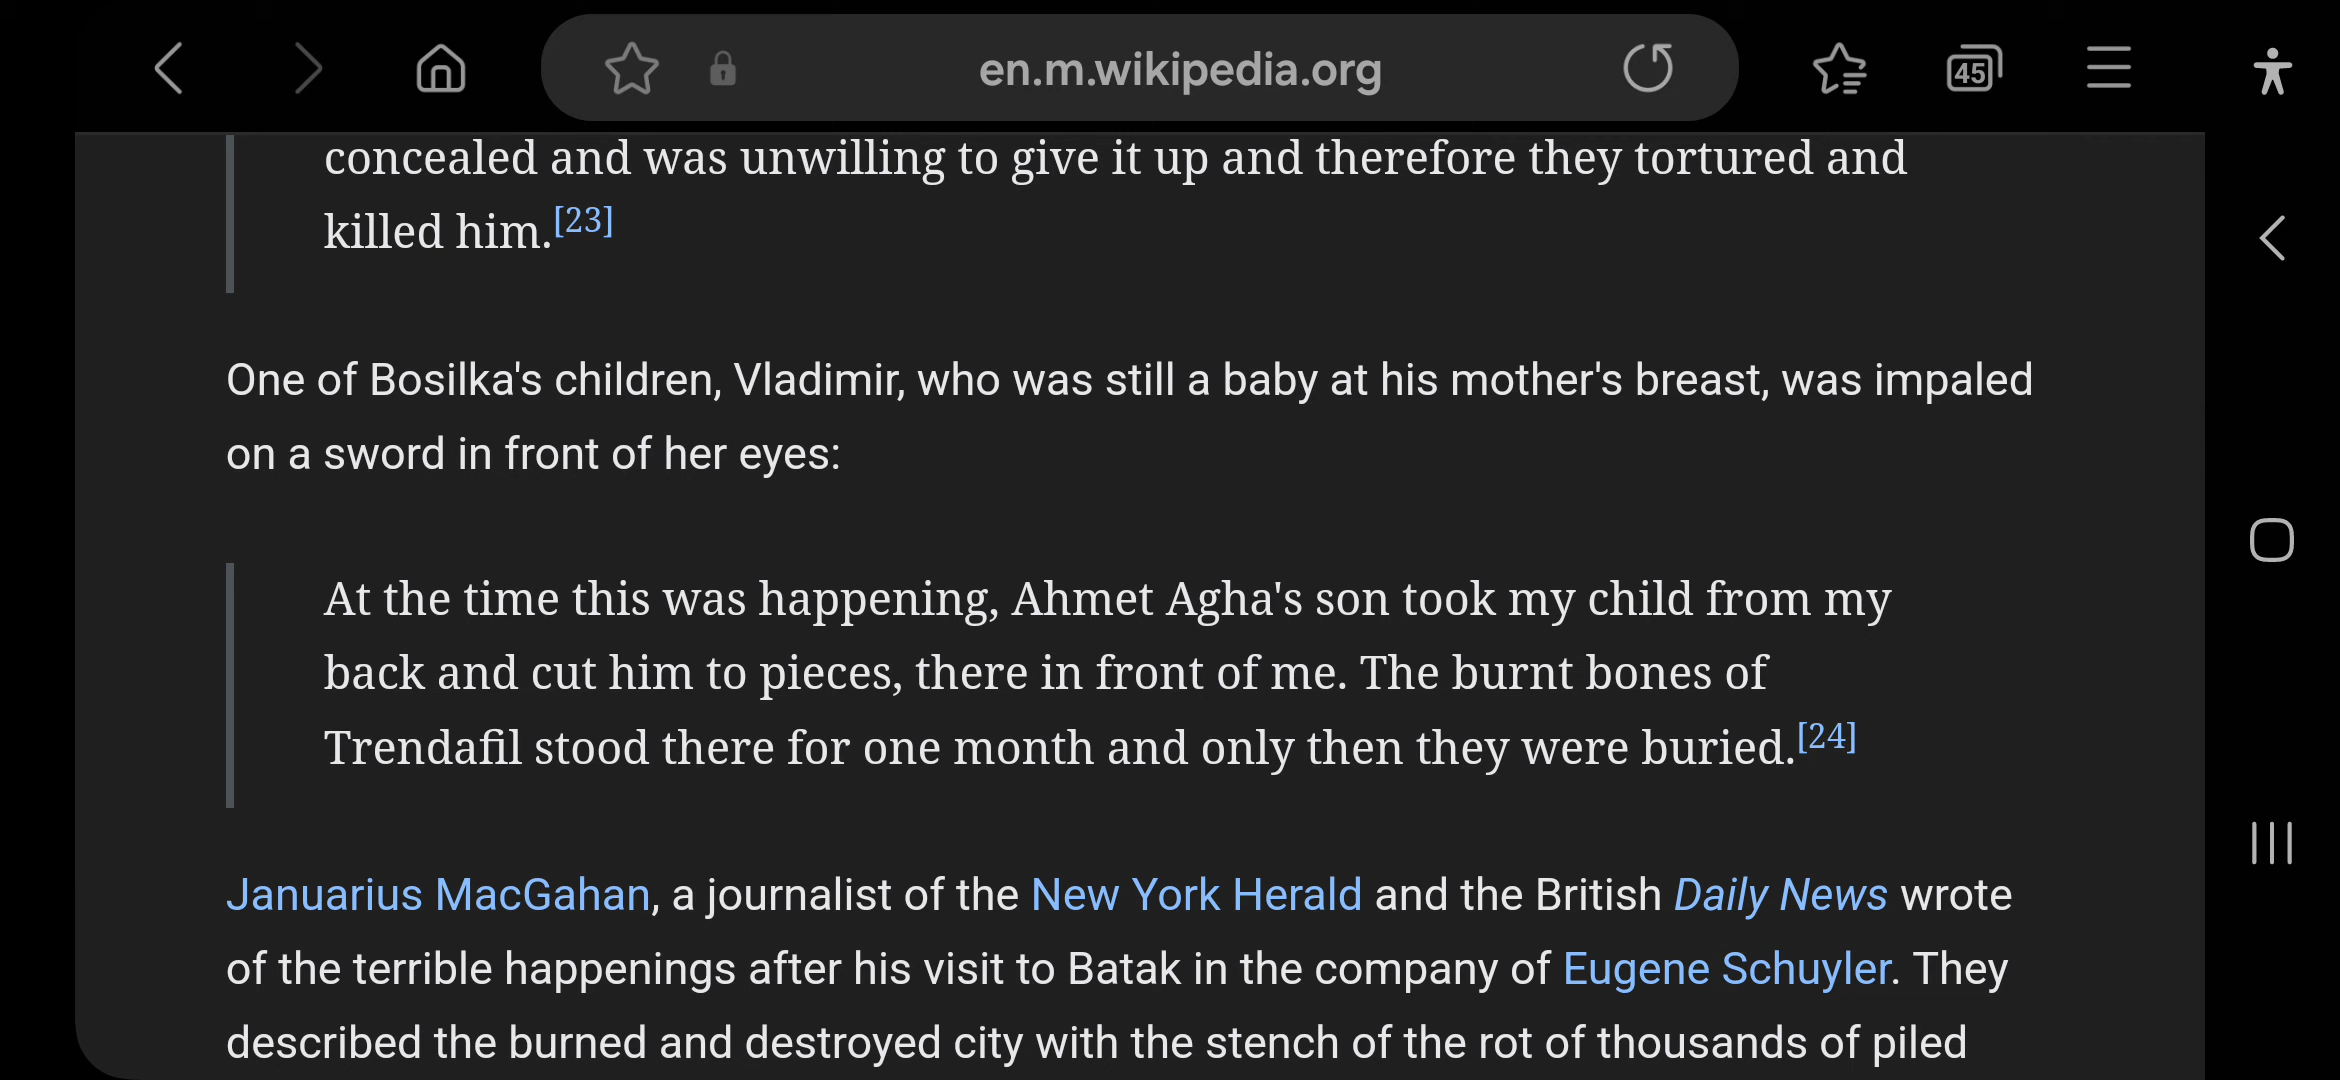 en.m.wikipedia.org
45
concealed and was unwilling to give it up and therefore they tortured and
killed him.[23]
One of Bosilka's children, Vladimir, who was still a baby at his mother's breast, was impaled
on a sword in front of her eyes:
At the time this was happening, Ahmet Agha's son took my child from my
back and cut him to pieces, there in front of me. The burnt bones of
Trendafil stood there for one month and only then they were buried.[24]
Januarius MacGahan, a journalist of the New York Herald and the British Daily News wrote
of the terrible happenings after his visit to Batak in the company of Eugene Schuyler. They
described the burned and destroyed city with the stench of the rot of thousands of piled